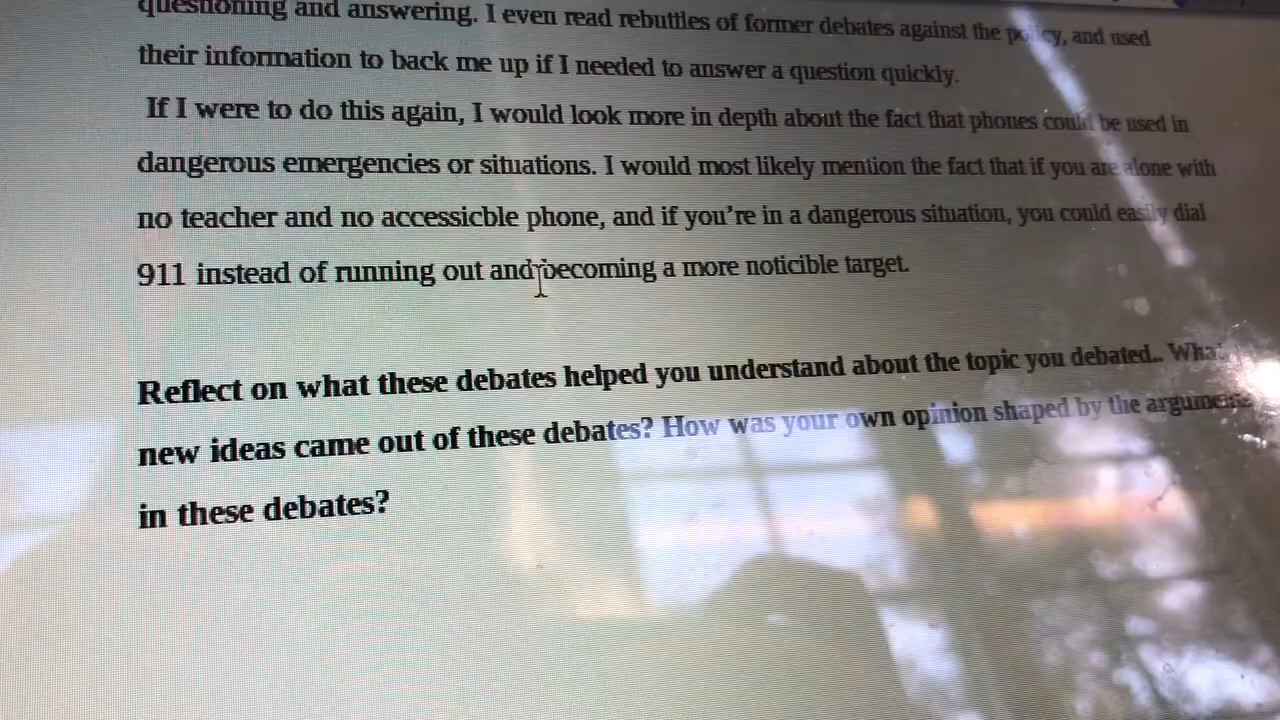 questioning and answering. I even read rebuttles of former debates against the policy, and used
their information to back me up if I needed to answer a question quickly.
If I were to do this again, I would look more in depth about the fact that phones could be used in
dangerous emergencies or situations. I would most likely mention the fact that if you are alone with
no teacher and no accessicble phone, and if you’re in a dangerous situation, you could easily dial
911 instead of running out and becoming a more noticible target.
Reflect on what these debates helped you understand about the topic you debated.. What
new ideas came out of these debates? How was your own opinion shaped by the arguments
in these debates?